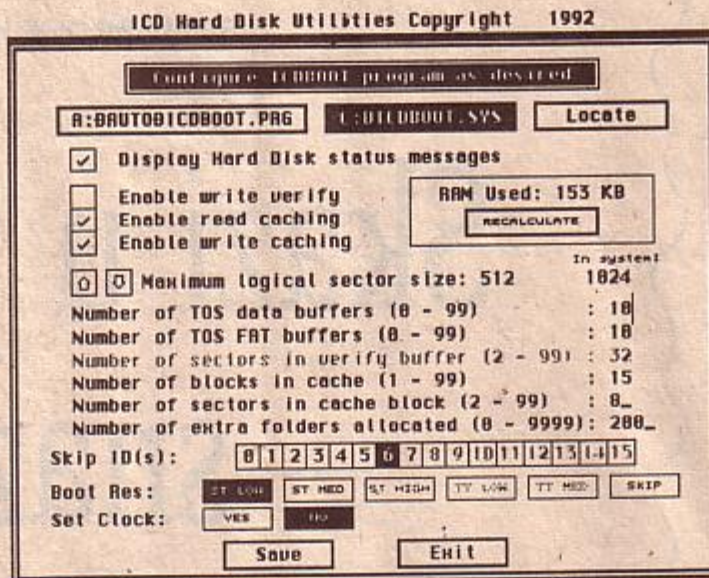 ICD Hard Disk Utilities Copyright 1992
Configure ICDBOOT program as desired
A:\AUTO\ICDBOOT.PRG C:\ICDBOOT.SYS Locate
Display Hard Disk status messages
Enable write verify
Enable read caching
Enable write caching
RAM Used: 153 KB
RECALCULATE
In system:
Maximum logical sector size: 512 1024
Number of TOS data buffers (0 - 99) : 10
Number of TOS FAT buffers (0 - 99) : 10
Number of sectors in verify buffer (2 - 99) : 32
Number of blocks in cache (1 - 99) : 15
Number of sectors in cache block (2 - 99) : 8_
Number of extra folders allocated (0 - 9999): 200_
Skip ID(s): 0 1 2 3 4 5 6 7 8 9 10 11 12 13 14 15
Boot Res: ST LOW ST MED ST HIGH TT LOW TT MED SKIP
Set Clock: YES NO
Save Exit